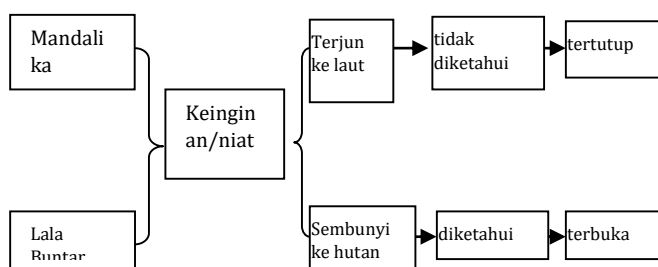 Mandali
ka
Keingin
an/niat
Terjun
ke laut
tidak
diketahui
tertutup
Lala
Buntar
Sembunyi
ke hutan
diketahui
terbuka